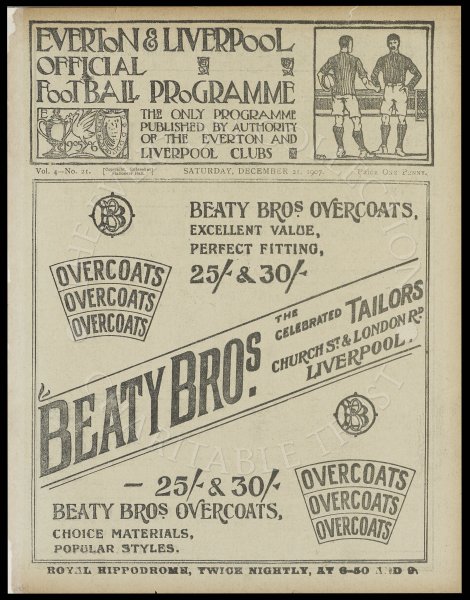 EVERTON & LIVERPOOL
OFFICIAL
FOOTBALL PROGRAMME
THE ONLY PROGRAMME
PUBLISHED BY AUTHORITY
OF THE EVERTON AND
LIVERPOOL CLUBS
1905
Vol. 4—No. 21.
SATURDAY, DECEMBER 21, 1907.
PRICE ONE PENNY.
BB
BEATY BROS OVERCOATS,
EXCELLENT VALUE,
PERFECT FITTING,
25/- & 30/-
OVERCOATS
OVERCOATS
OVERCOATS
BEATY BROS.
THE
CELEBRATED TAILORS
CHURCH ST & LONDON RD
LIVERPOOL.
BB
— 25/- & 30/-
BEATY BROS OVERCOATS,
CHOICE MATERIALS,
POPULAR STYLES.
OVERCOATS
OVERCOATS
OVERCOATS
ROYAL HIPPODROME, TWICE NIGHTLY, AT 6-50 AND 9.